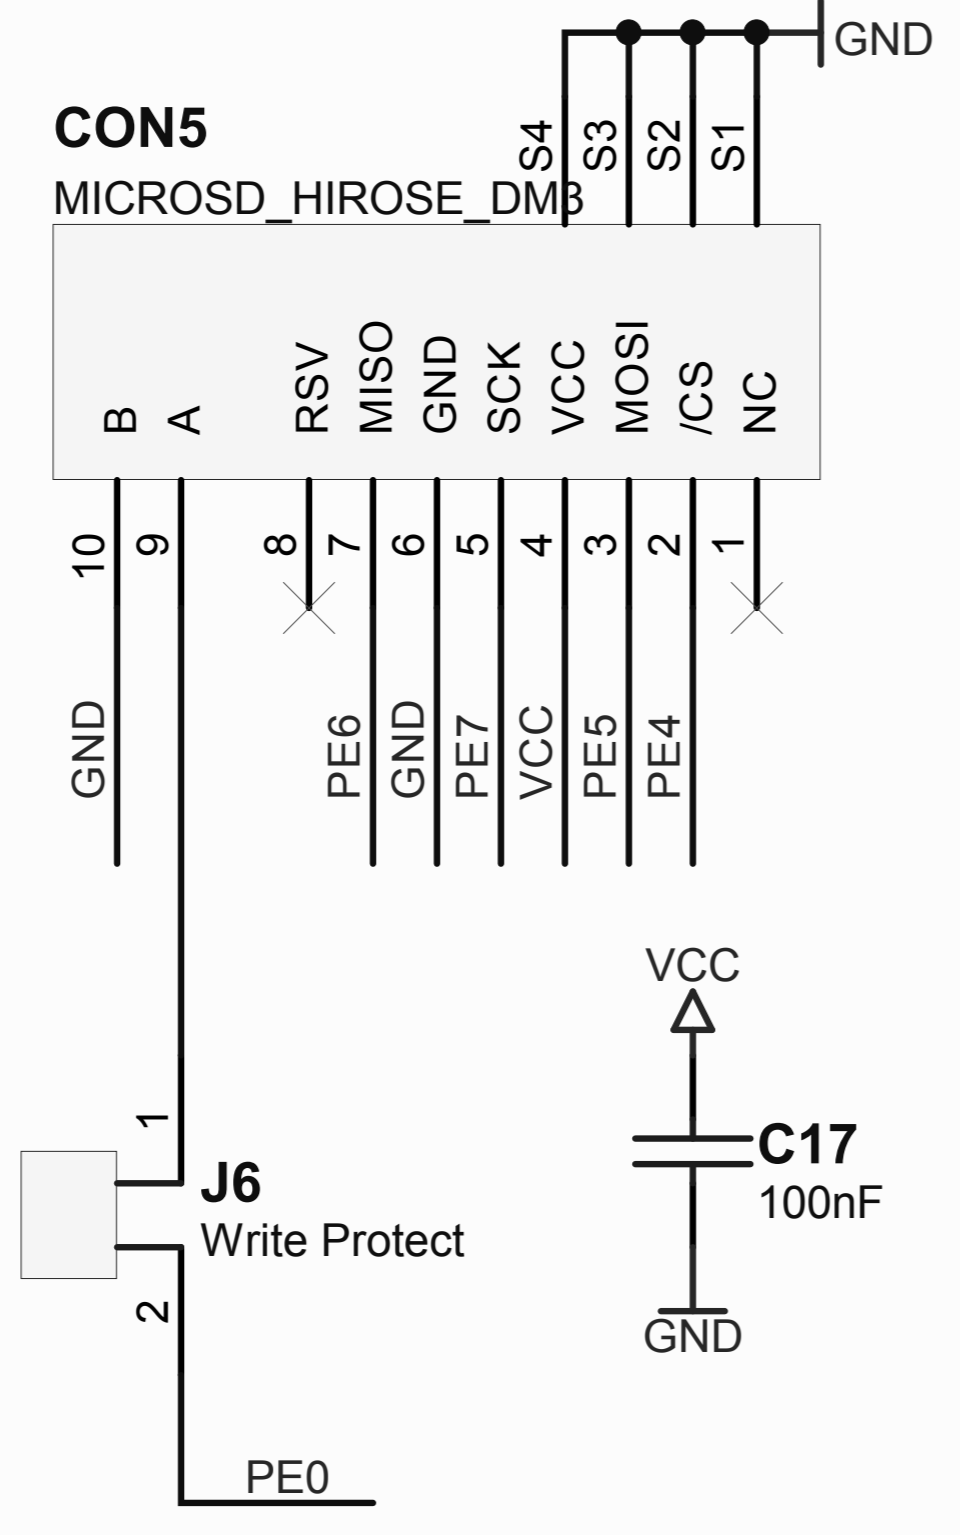 GND
CON5
MICROSD_HIROSE_DM3
S4 S3 S2 S1
B A RSV MISO GND SCK VCC MOSI /CS NC
10 9 8 7 6 5 4 3 2 1
GND PE6 GND PE7 VCC PE5 PE4
VCC
C17
100nF
GND
1
J6
Write Protect
2
PE0